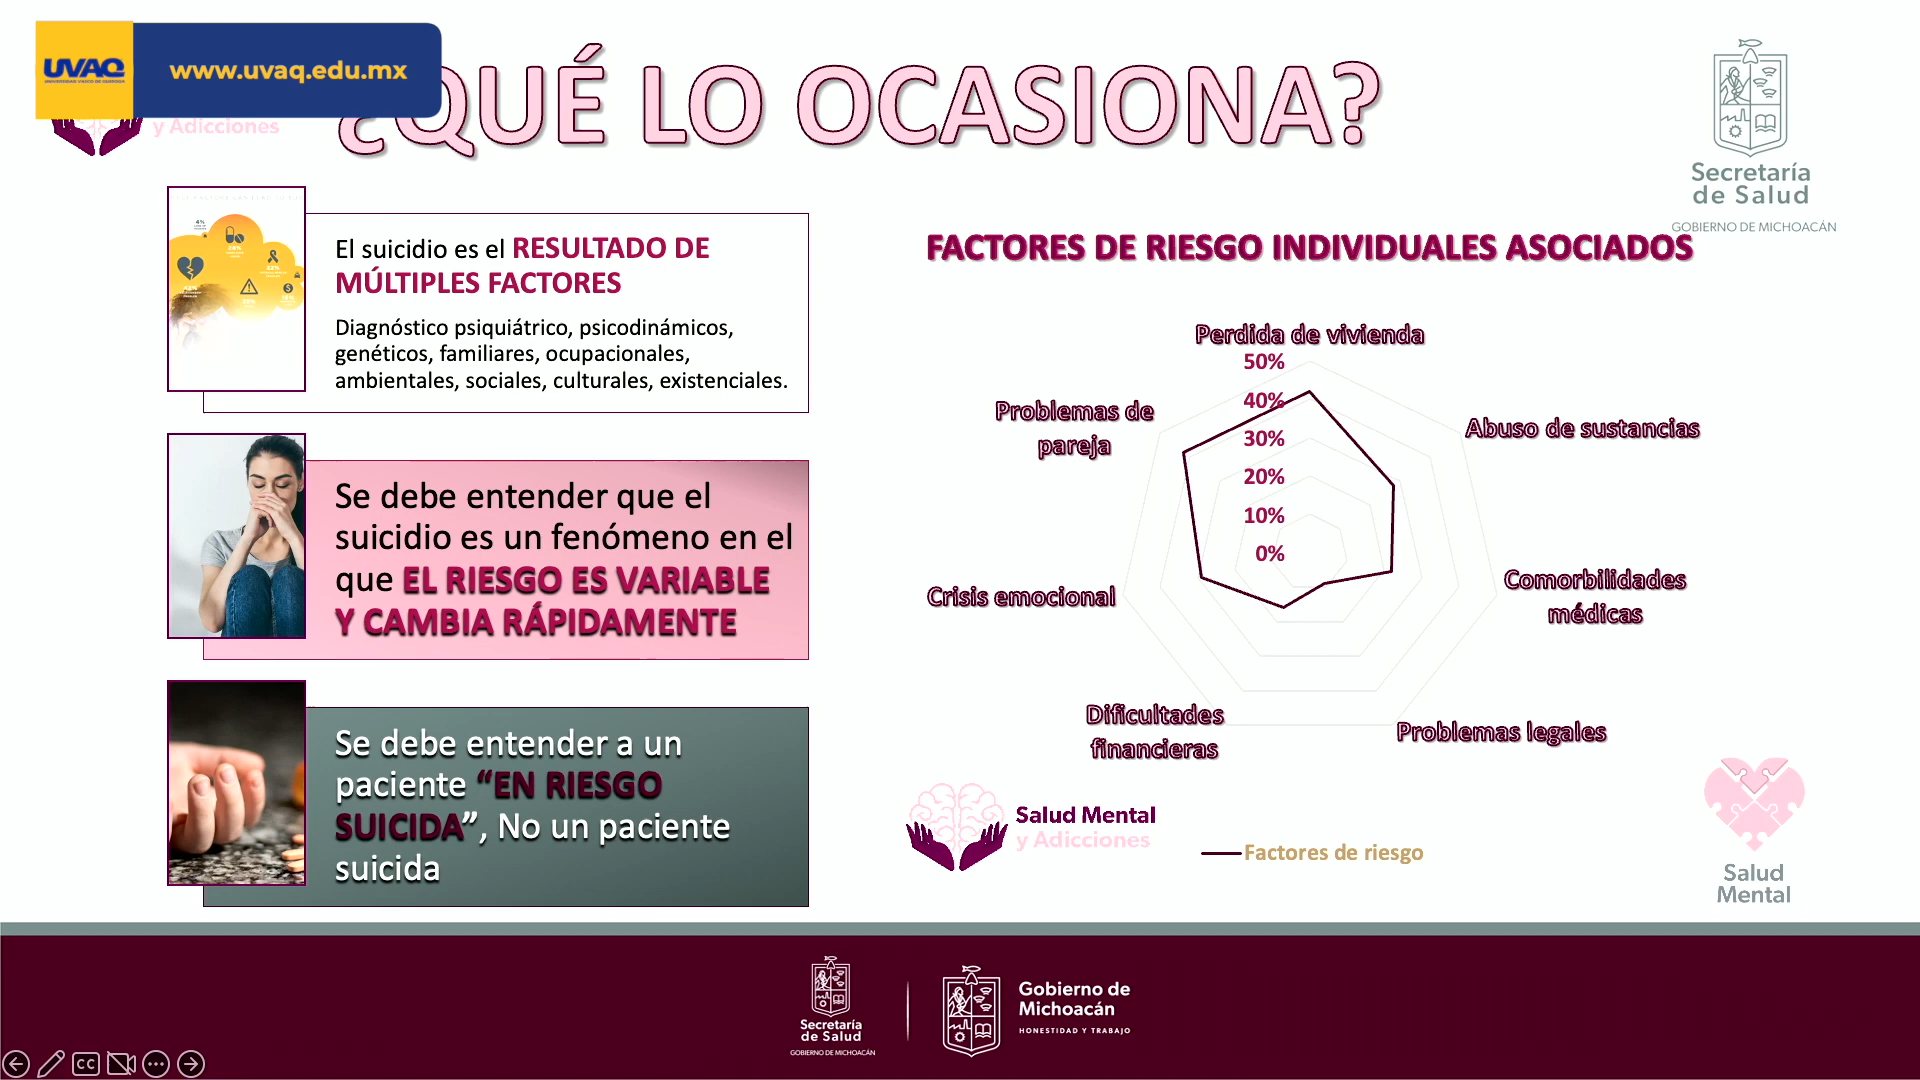 UVAQ
www.uvaq.edu.mx
¿QUÉ LO OCASIONA?
y Adicciones
Secretaría
de Salud
GOBIERNO DE MICHOACÁN
El suicidio es el RESULTADO DE
MÚLTIPLES FACTORES
Diagnóstico psiquiátrico, psicodinámicos,
genéticos, familiares, ocupacionales,
ambientales, sociales, culturales, existenciales.
Se debe entender que el
suicidio es un fenómeno en el
que EL RIESGO ES VARIABLE
Y CAMBIA RÁPIDAMENTE
Se debe entender a un
paciente “EN RIESGO
SUICIDA”, No un paciente
suicida
FACTORES DE RIESGO INDIVIDUALES ASOCIADOS
Perdida de vivienda
50%
40%
30%
20%
10%
0%
Problemas de
pareja
Abuso de sustancias
Crisis emocional
Comorbilidades
médicas
Dificultades
financieras
Problemas legales
Salud Mental
y Adicciones
Factores de riesgo
Salud
Mental
Secretaría
de Salud
GOBIERNO DE MICHOACÁN
Gobierno de
Michoacán
HONESTIDAD Y TRABAJO
CC